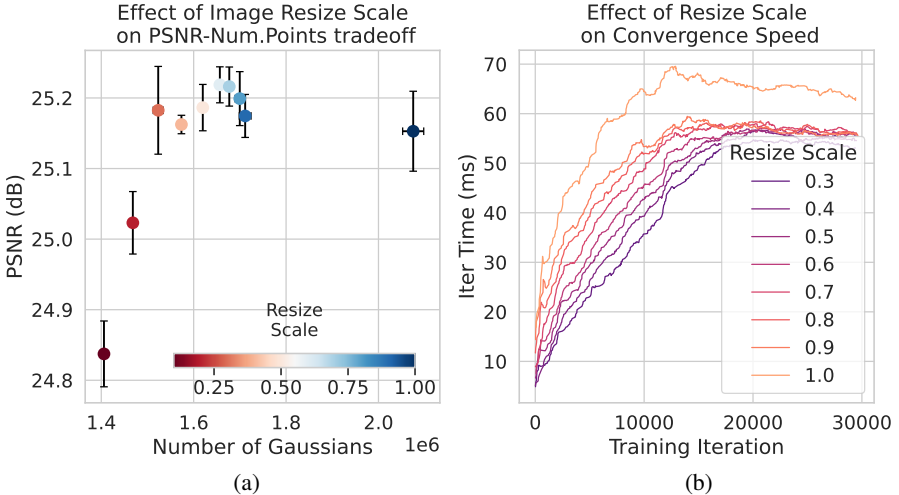 Effect of Image Resize Scale
on PSNR-Num.Points tradeoff
PSNR (dB)
25.2
25.1
25.0
24.9
24.8
Resize
Scale
0.25 0.50 0.75 1.00
1.4 1.6 1.8 2.0
1e6
Number of Gaussians
(a)
Effect of Resize Scale
on Convergence Speed
Iter Time (ms)
70
60
50
40
30
20
10
Resize Scale
0.3
0.4
0.5
0.6
0.7
0.8
0.9
1.0
0 10000 20000 30000
Training Iteration
(b)